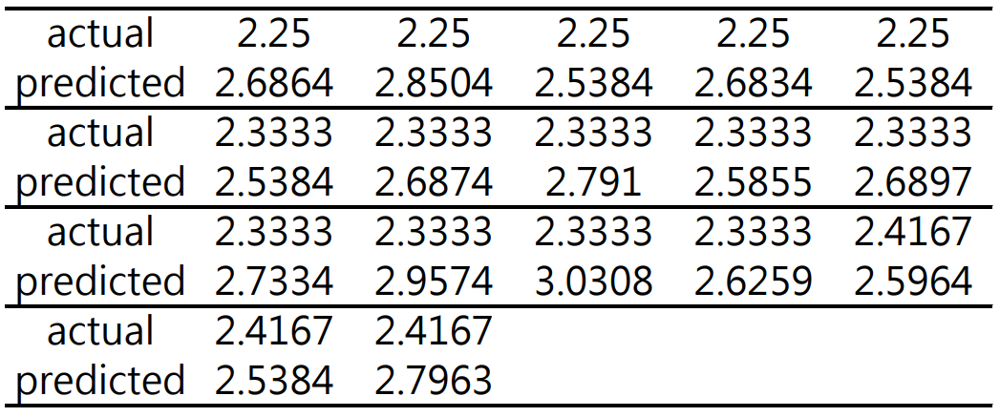 actual 2.25 2.25 2.25 2.25 2.25
predicted 2.6864 2.8504 2.5384 2.6834 2.5384
actual 2.3333 2.3333 2.3333 2.3333 2.3333
predicted 2.5384 2.6874 2.791 2.5855 2.6897
actual 2.3333 2.3333 2.3333 2.3333 2.4167
predicted 2.7334 2.9574 3.0308 2.6259 2.5964
actual 2.4167 2.4167
predicted 2.5384 2.7963